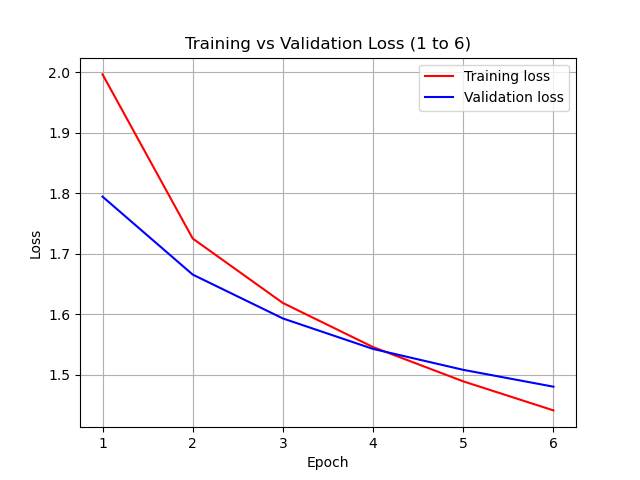 Training vs Validation Loss (1 to 6)
Training loss
Validation loss
2.0
1.9
1.8
1.7
1.6
1.5
Loss
1 2 3 4 5 6
Epoch